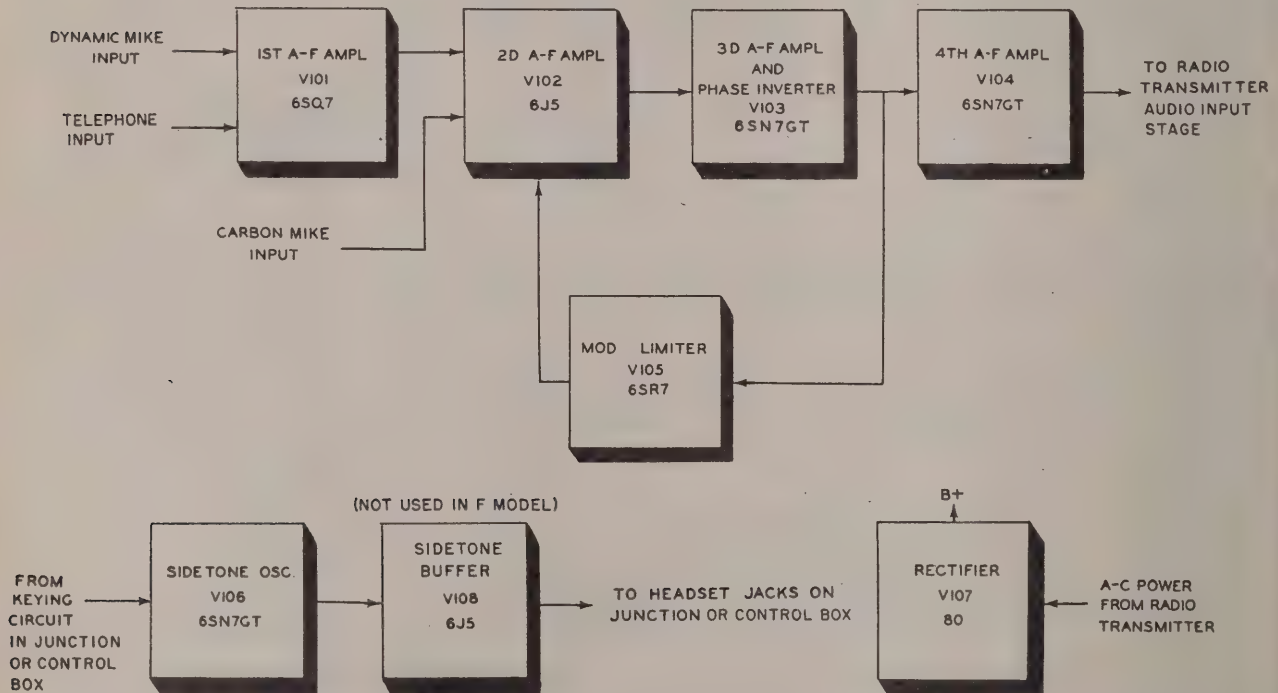 DYNAMIC MIKE
INPUT
TELEPHONE
INPUT
1ST A-F AMPL
V101
6SQ7
CARBON MIKE
INPUT
2D A-F AMPL
V102
6J5
3D A-F AMPL
AND
PHASE INVERTER
V103
6SN7GT
4TH A-F AMPL
V104
6SN7GT
TO RADIO
TRANSMITTER
AUDIO INPUT
STAGE
MOD LIMITER
V105
6SR7
FROM
KEYING
CIRCUIT
IN JUNCTION
OR CONTROL
BOX
SIDETONE OSC.
V106
6SN7GT
(NOT USED IN F MODEL)
SIDETONE
BUFFER
V108
6J5
TO HEADSET JACKS ON
JUNCTION OR CONTROL BOX
B+
RECTIFIER
V107
80
A-C POWER
FROM RADIO
TRANSMITTER